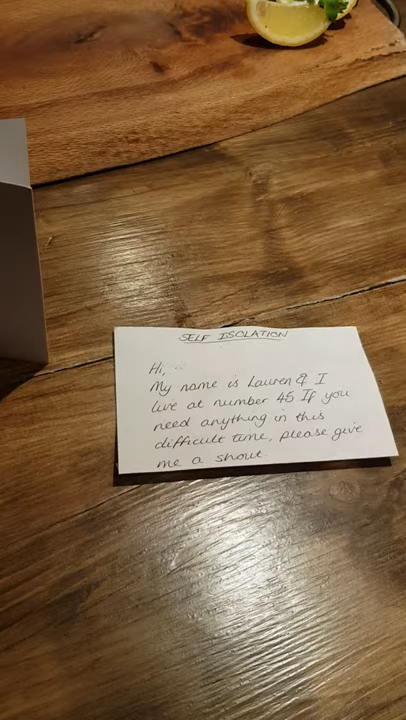 SELF ISOLATION
Hi,
My name is Lauren & I
live at number 45 If you
need anything in this
difficult time, please give
me a shout.